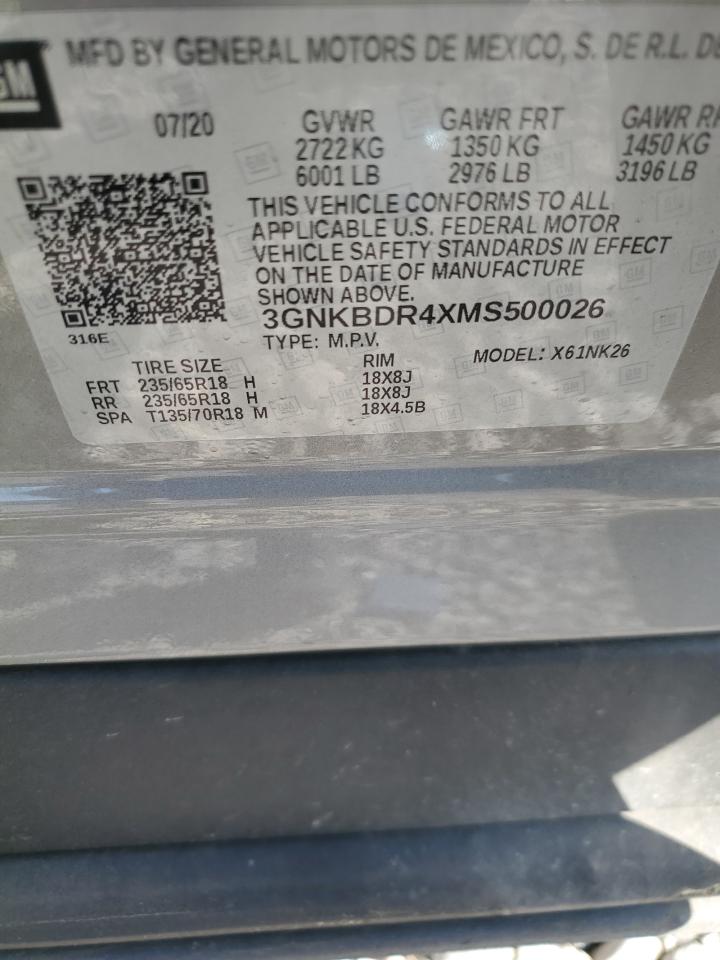 GM
MFD BY GENERAL MOTORS DE MEXICO, S. DE R.L. DE
07/20 GVWR GAWR FRT GAWR RR
2722 KG 1350 KG 1450 KG
6001 LB 2976 LB 3196 LB
THIS VEHICLE CONFORMS TO ALL
APPLICABLE U.S. FEDERAL MOTOR
VEHICLE SAFETY STANDARDS IN EFFECT
ON THE DATE OF MANUFACTURE
SHOWN ABOVE.
3GNKBDR4XMS500026
316E
TYPE: M.P.V. MODEL: X61NK26
TIRE SIZE RIM
FRT 235/65R18 H 18X8J
RR 235/65R18 H 18X8J
SPA T135/70R18 M 18X4.5B